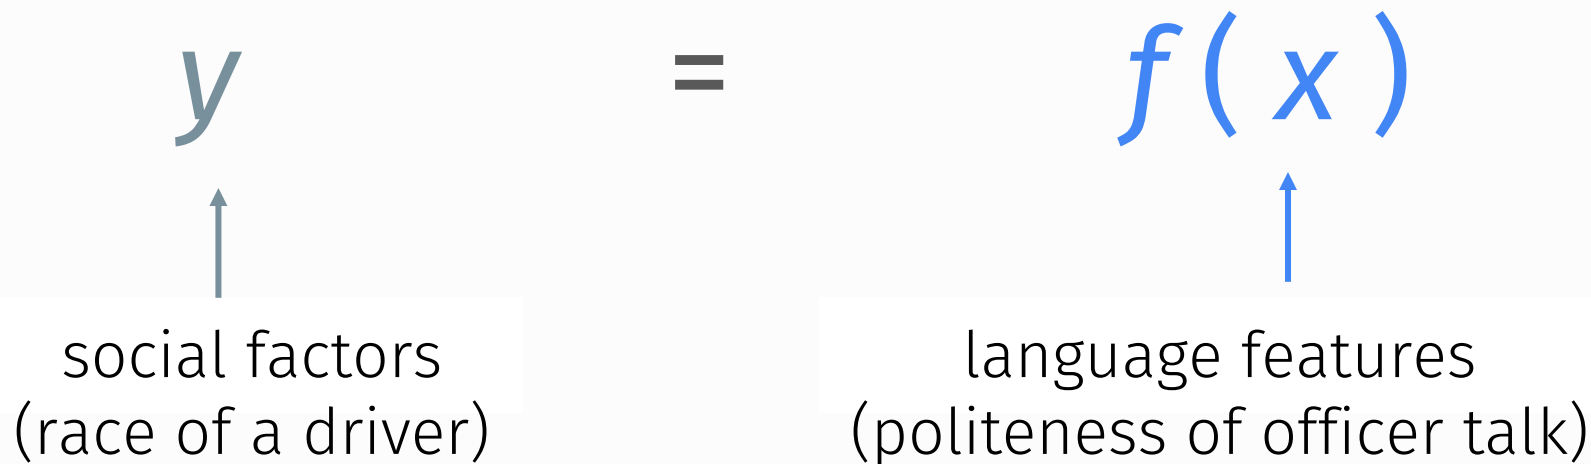 y = f(x)
social factors
(race of a driver)
language features
(politeness of officer talk)